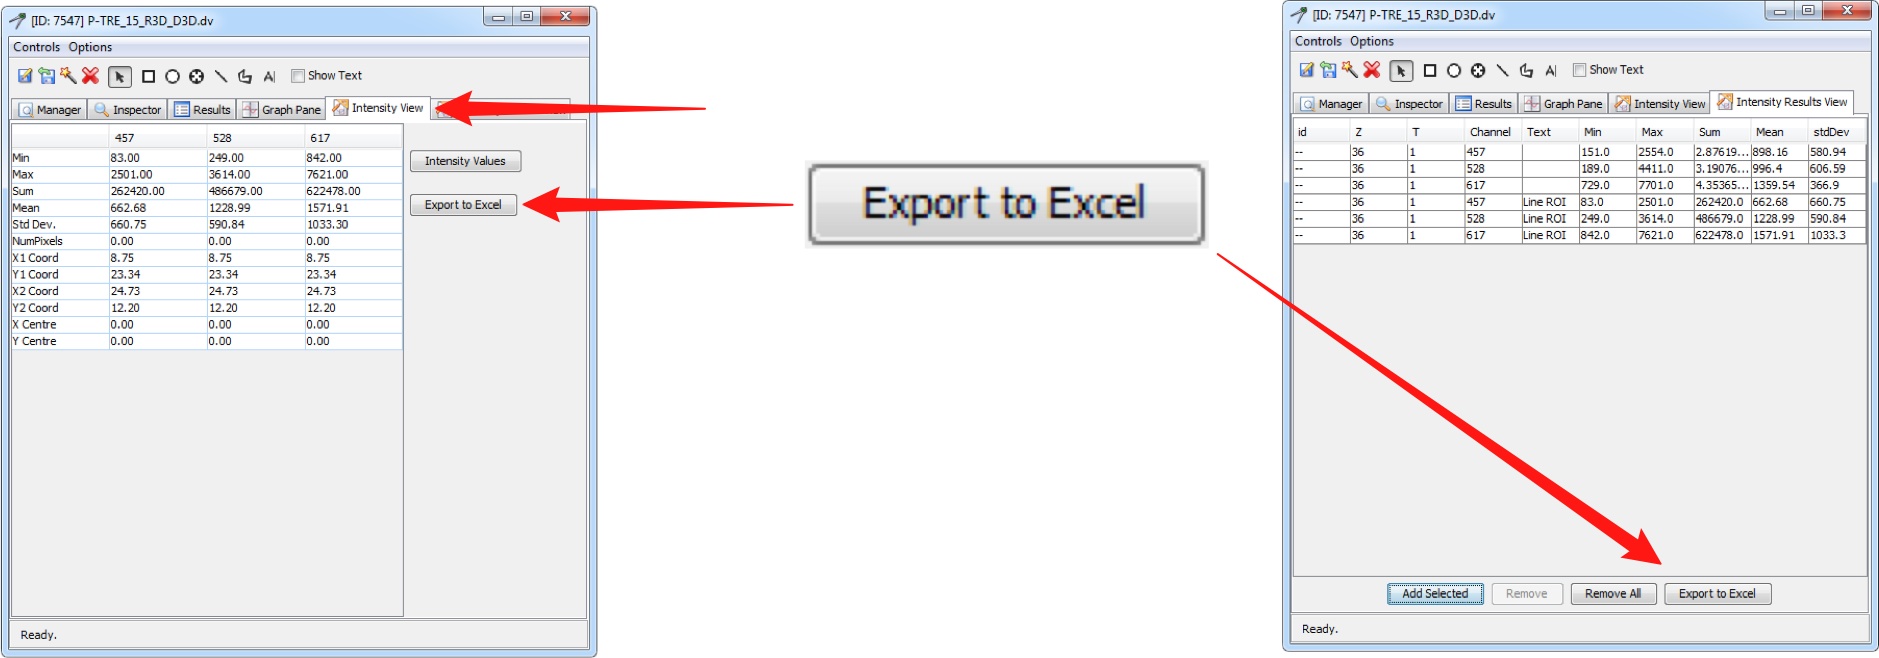 [ID: 7547] P-TRE_15_R3D_D3D.dv
Controls Options
A Show Text
Manager Inspector Results Graph Pane Intensity View
457 528 617
Min 83.00 249.00 842.00
Max 2501.00 3614.00 7621.00
Sum 262420.00 486679.00 622478.00
Mean 662.68 1228.99 1571.91
Std Dev. 660.75 590.84 1033.30
NumPixels 0.00 0.00 0.00
X1 Coord 8.75 8.75 8.75
Y1 Coord 23.34 23.34 23.34
X2 Coord 24.73 24.73 24.73
Y2 Coord 12.20 12.20 12.20
X Centre 0.00 0.00 0.00
Y Centre 0.00 0.00 0.00
Intensity Values
Export to Excel
Ready.
Export to Excel
[ID: 7547] P-TRE_15_R3D_D3D.dv
Controls Options
A Show Text
Manager Inspector Results Graph Pane Intensity View Intensity Results View
id Z T Channel Text Min Max Sum Mean stdDev
-- 36 1 457 151.0 2554.0 2.87619... 898.16 580.94
-- 36 1 528 189.0 4411.0 3.19076... 996.4 606.59
-- 36 1 617 729.0 7701.0 4.35365... 1359.54 366.9
-- 36 1 457 Line ROI 83.0 2501.0 262420.0 662.68 660.75
-- 36 1 528 Line ROI 249.0 3614.0 486679.0 1228.99 590.84
-- 36 1 617 Line ROI 842.0 7621.0 622478.0 1571.91 1033.3
Add Selected Remove Remove All Export to Excel
Ready.